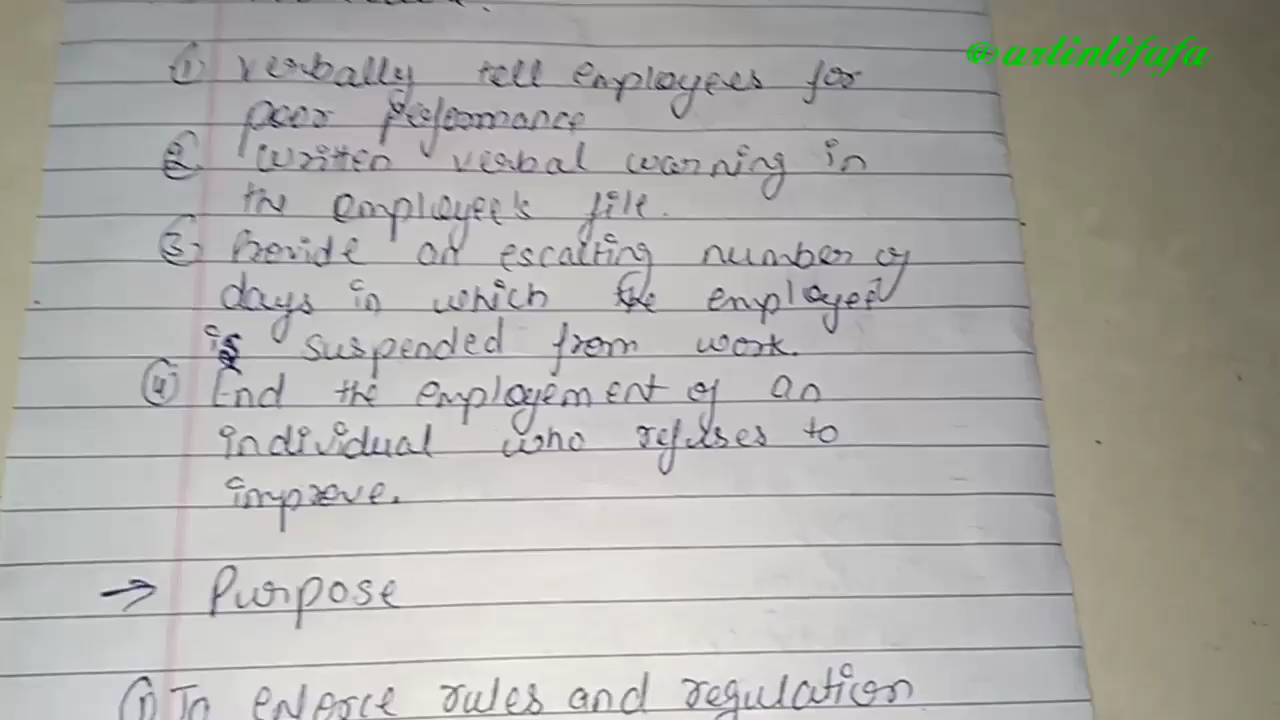 @urlinlifafa
① Verbally tell employees for
poor performance
② Written verbal warning in
the employee's file.
③ Provide an escalting number of
days in which the employee
is suspended from work.
④ End the employement of an
individual who refuses to
improve.
→ Purpose
① To enforce rules and regulation